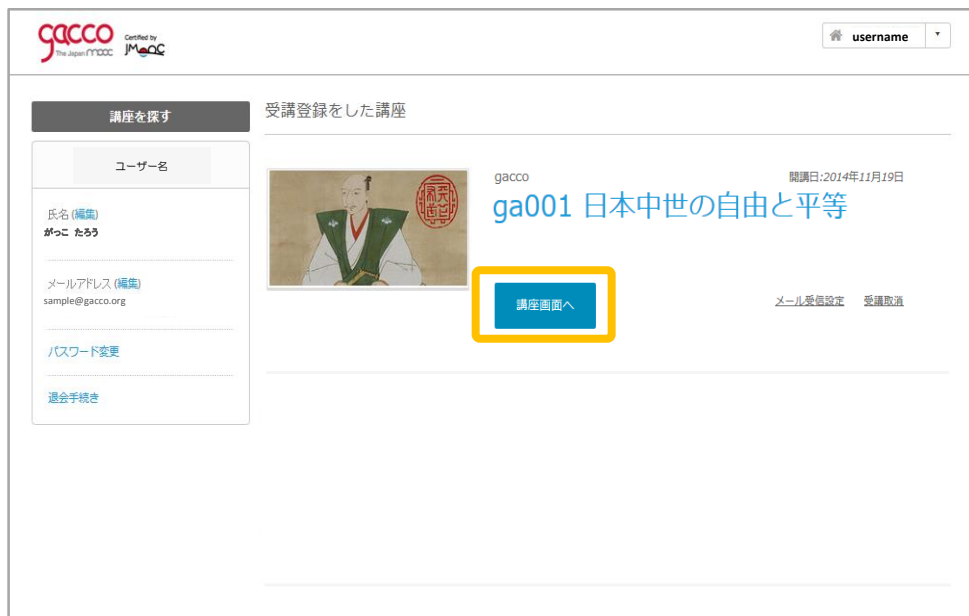 gacco
The Japan MOOC
Certified by
JMOOC
username
講座を探す
ユーザー名
氏名 (編集)
がっこ たろう
メールアドレス (編集)
sample@gacco.org
パスワード変更
退会手続き
受講登録をした講座
gacco
開講日:2014年11月19日
ga001 日本中世の自由と平等
講座画面へ
メール受信設定 受講取消